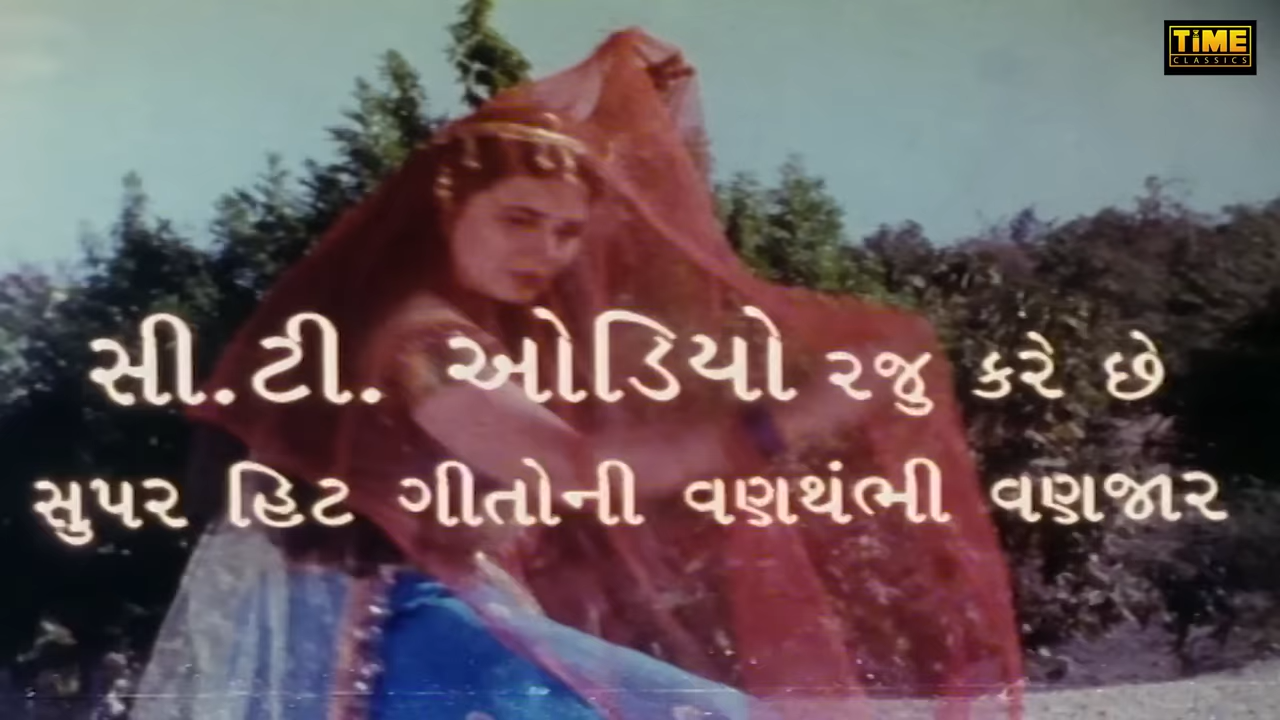 TIME
CLASSICS
સી.ટી. ઓડિયો રજુ કરે છે
સુપર હિટ ગીતોની વણથંભી વણજાર